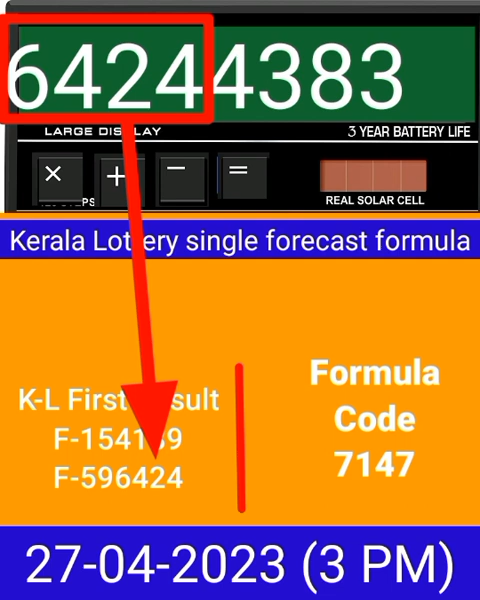 64244383
LARGE DISPLAY 3 YEAR BATTERY LIFE
× + − =
REAL SOLAR CELL
Kerala Lottery single forecast formula
K-L First Result
F-596424
Formula
Code
7147
27-04-2023 (3 PM)